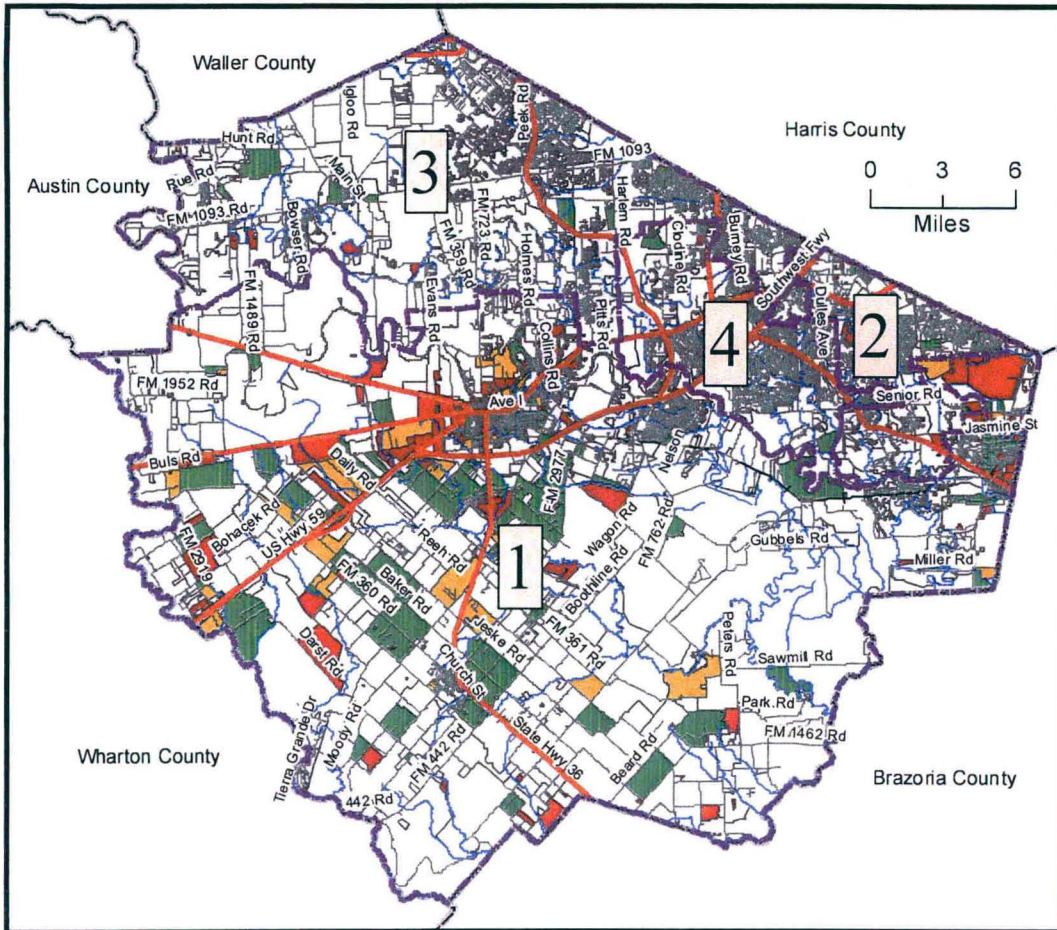 Waller County
Harris County
Austin County
0 3 6
Miles
Igloo Rd
Peek Rd
Hunt Rd
Rue Rd
Malin St
3
FM 1093
FM 1093 Rd
Bowser Rd
FM 723 Rd
FM 359 Rd
Holmes Rd
Harlem Rd
Clodine Rd
Burney Rd
Southwest Fwy
Evans Rd
Pitts Rd
Collins Rd
4
Dulles Ave
2
FM 1489 Rd
FM 1952 Rd
Ave I
Senior Rd
Jasmine St
Buls Rd
Daily Rd
Nelson
FM 2977
Bohacek Rd
US Hwy 59
FM 2919
Reeh Rd
Wagon Rd
FM 762 Rd
Gubbels Rd
Miller Rd
1
Boothline Rd
FM 360 Rd
Baker Rd
Jeske Rd
FM 361 Rd
Darst Rd
Church St
Peters Rd
Sawmill Rd
Park Rd
FM 1462 Rd
Tierra Grande Dr
Moody Rd
FM 442 Rd
State Hwy 36
Beard Rd
442 Rd
Wharton County
Brazoria County